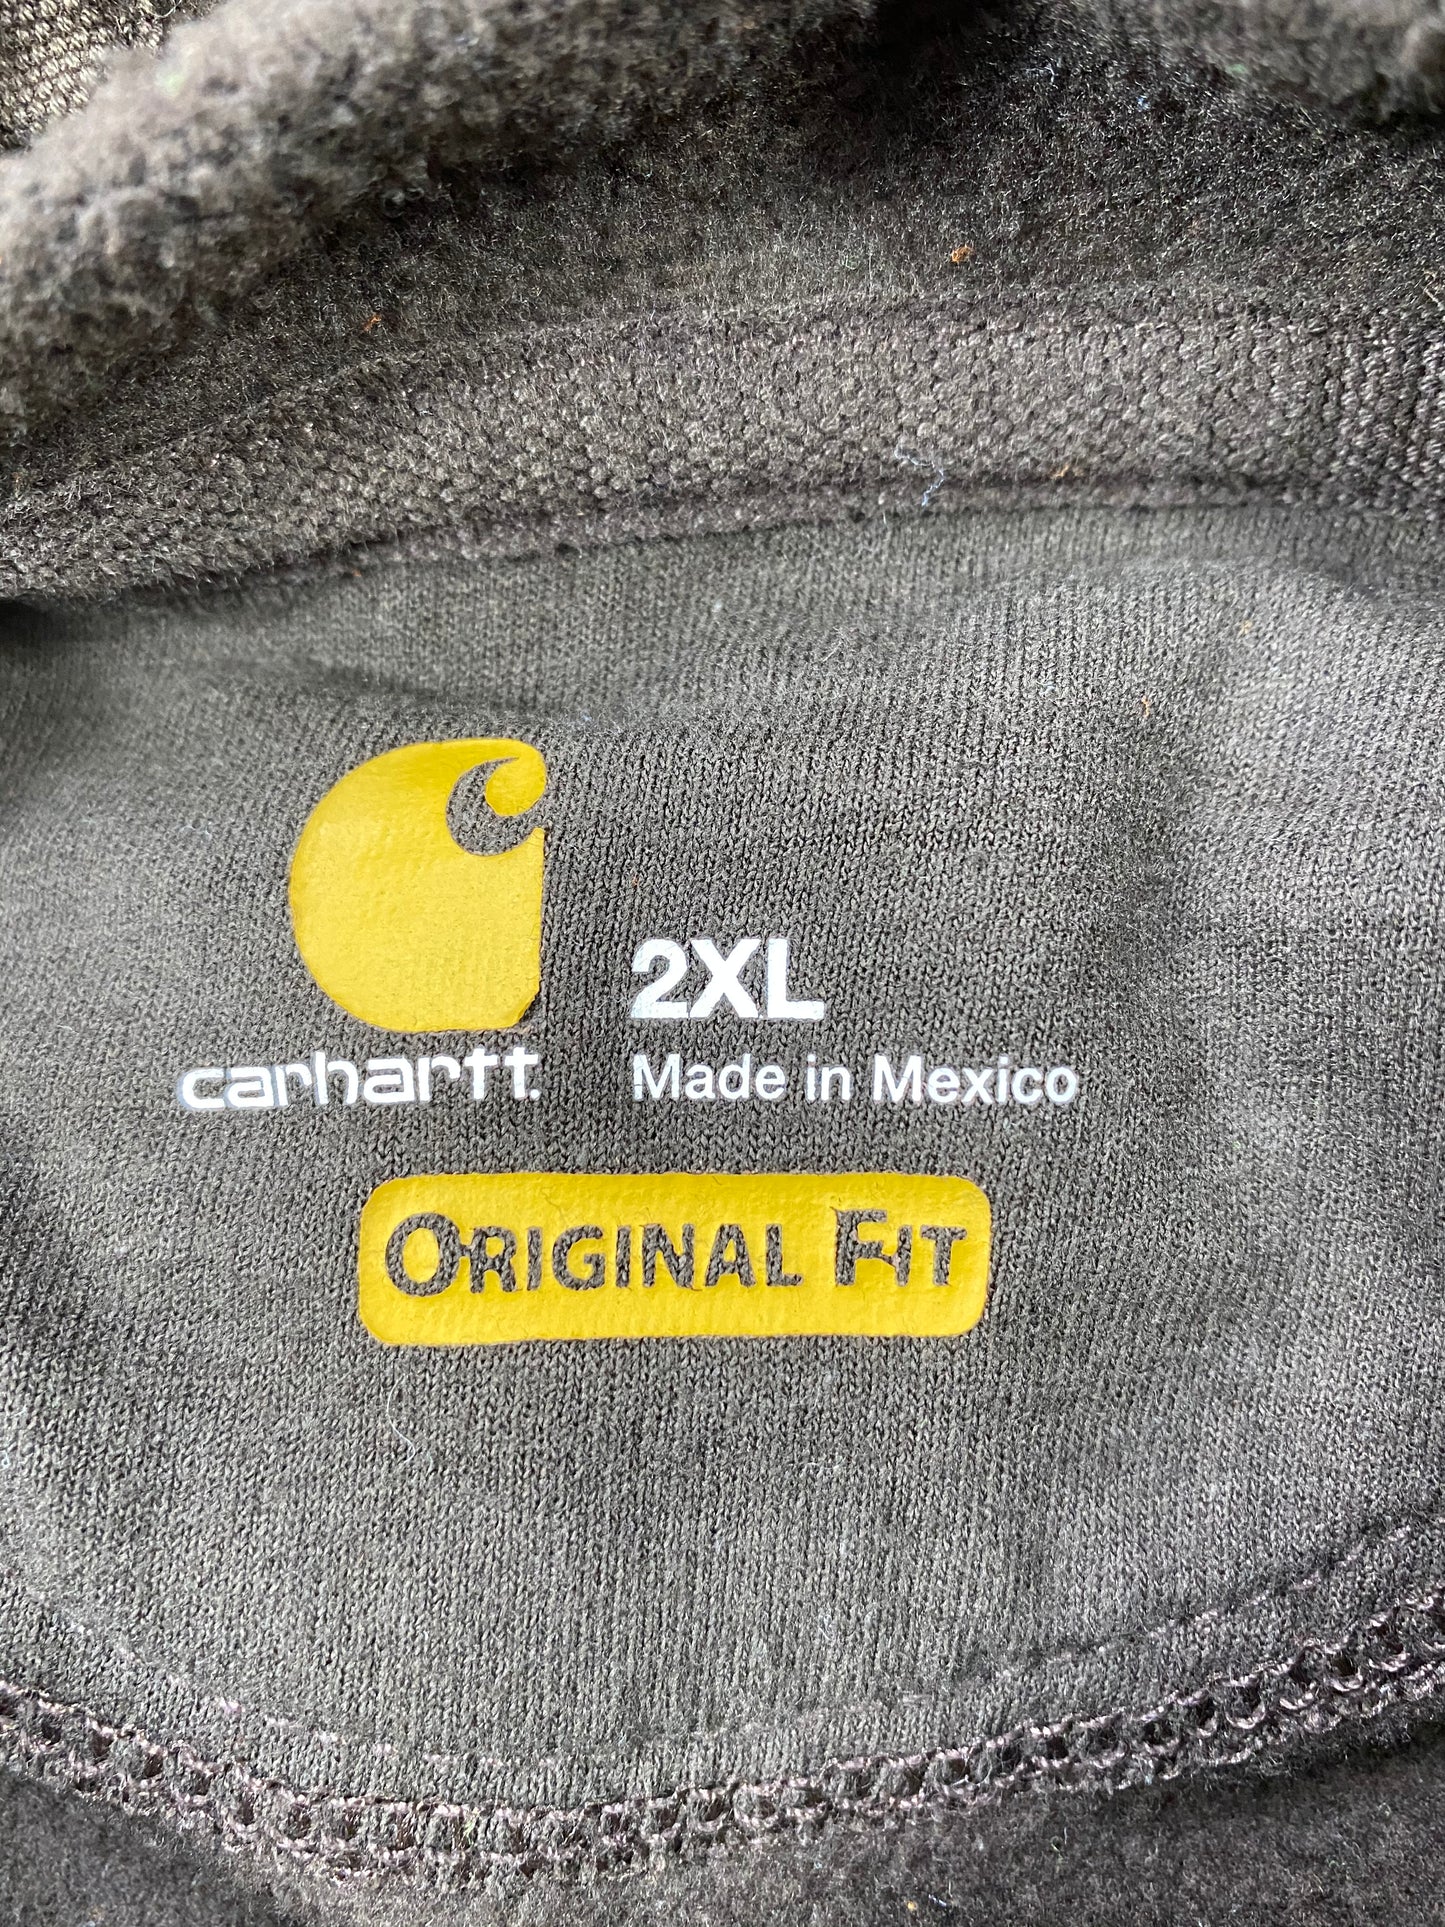 2XL
carhartt.
Made in Mexico
ORIGINAL FIT